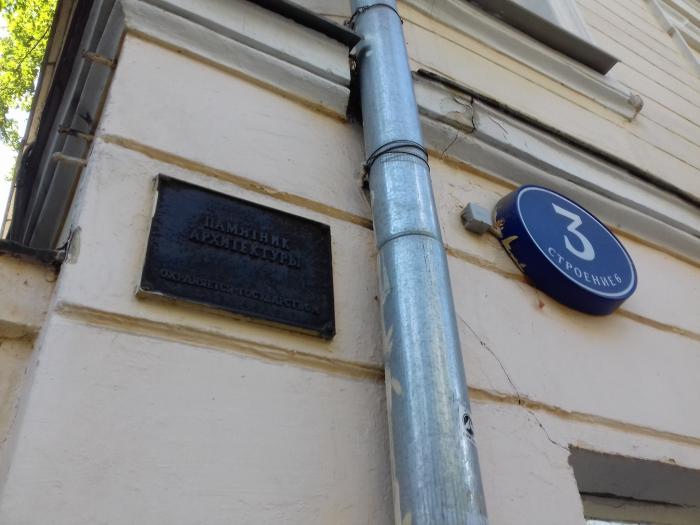 ПАМЯТНИК
АРХИТЕКТУРЫ
ОХРАНЯЕТСЯ ГОСУДАРСТВОМ
3
СТРОЕНИЕ 6